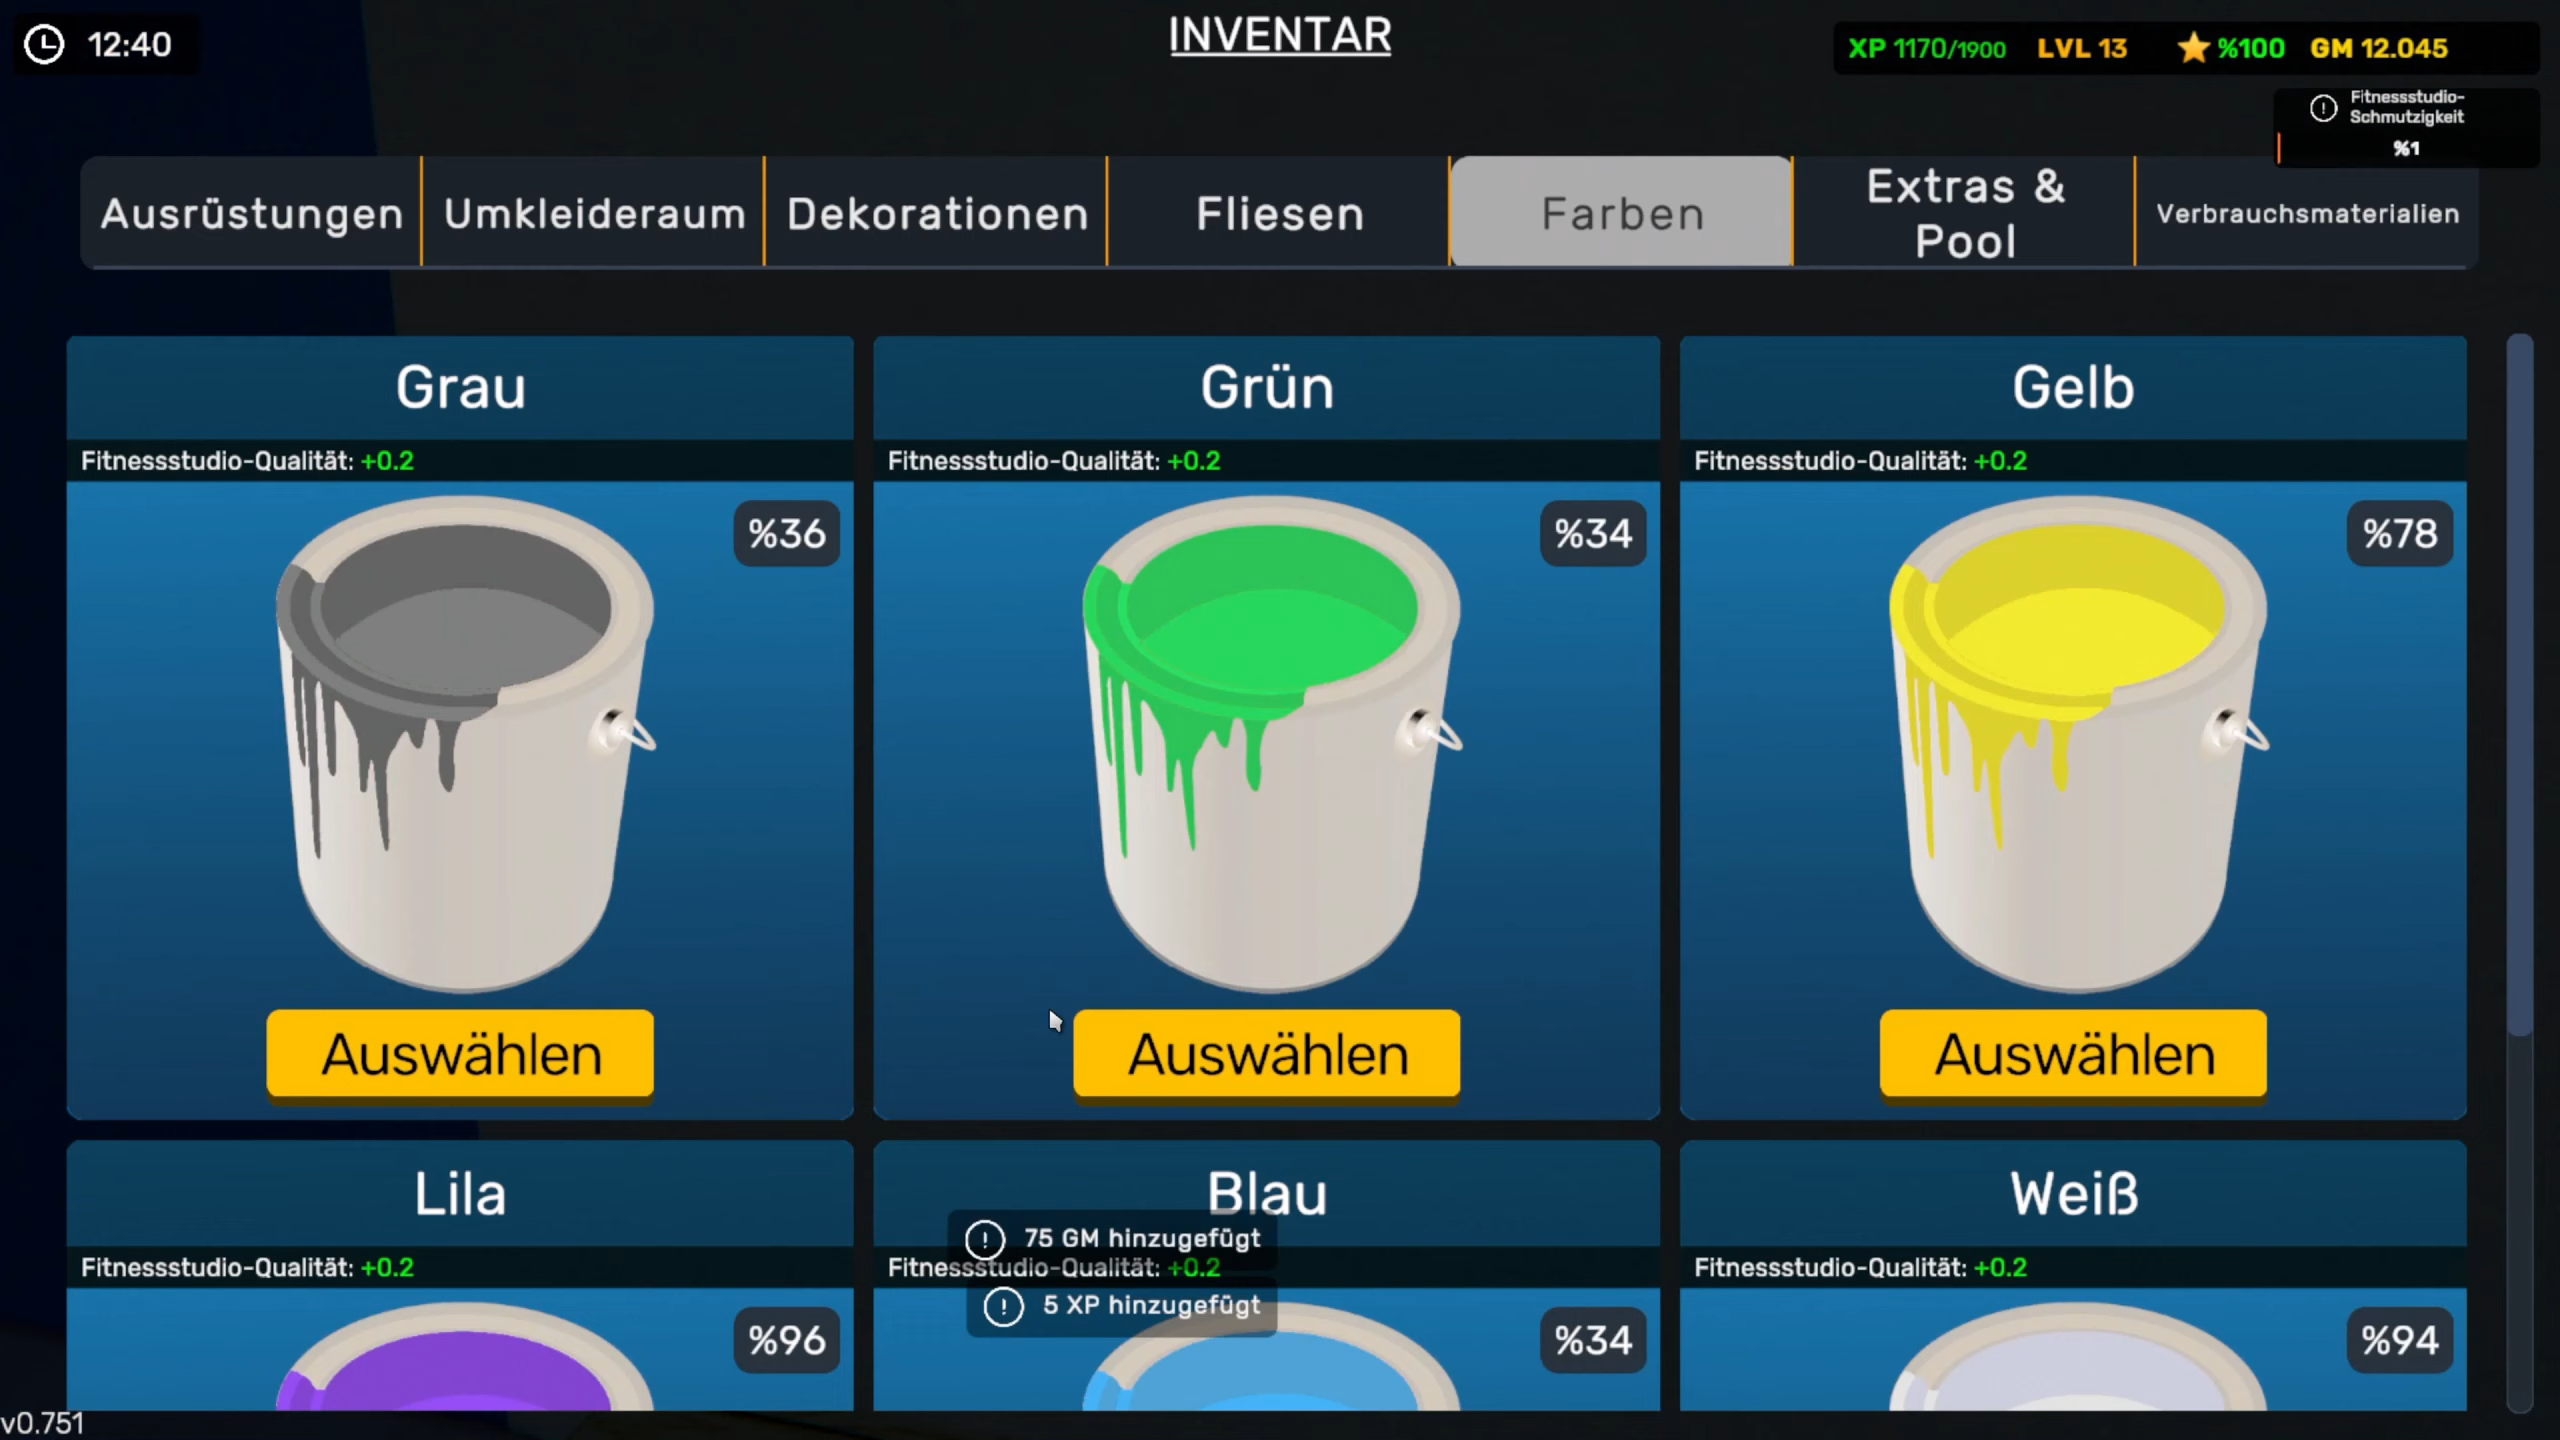 12:40
INVENTAR
XP 1170/1900 LVL 13 %100 GM 12.045
Fitnessstudio-
Schmutzigkeit
%1
Ausrüstungen
Umkleideraum
Dekorationen
Fliesen
Farben
Extras &
Pool
Verbrauchsmaterialien
Grau
Fitnessstudio-Qualität: +0.2
%36
Auswählen
Grün
Fitnessstudio-Qualität: +0.2
%34
Auswählen
Gelb
Fitnessstudio-Qualität: +0.2
%78
Auswählen
Lila
Fitnessstudio-Qualität: +0.2
%96
Blau
75 GM hinzugefügt
Fitnessstudio-Qualität: +0.2
5 XP hinzugefügt
%34
Weiß
Fitnessstudio-Qualität: +0.2
%94
v0.751